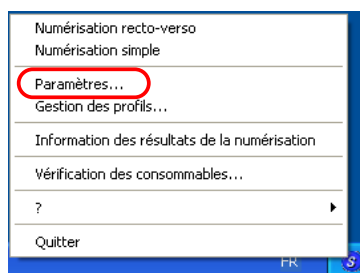 Numérisation recto-verso
Numérisation simple
Paramètres...
Gestion des profils...
Information des résultats de la numérisation
Vérification des consommables...
?
Quitter
FR
S